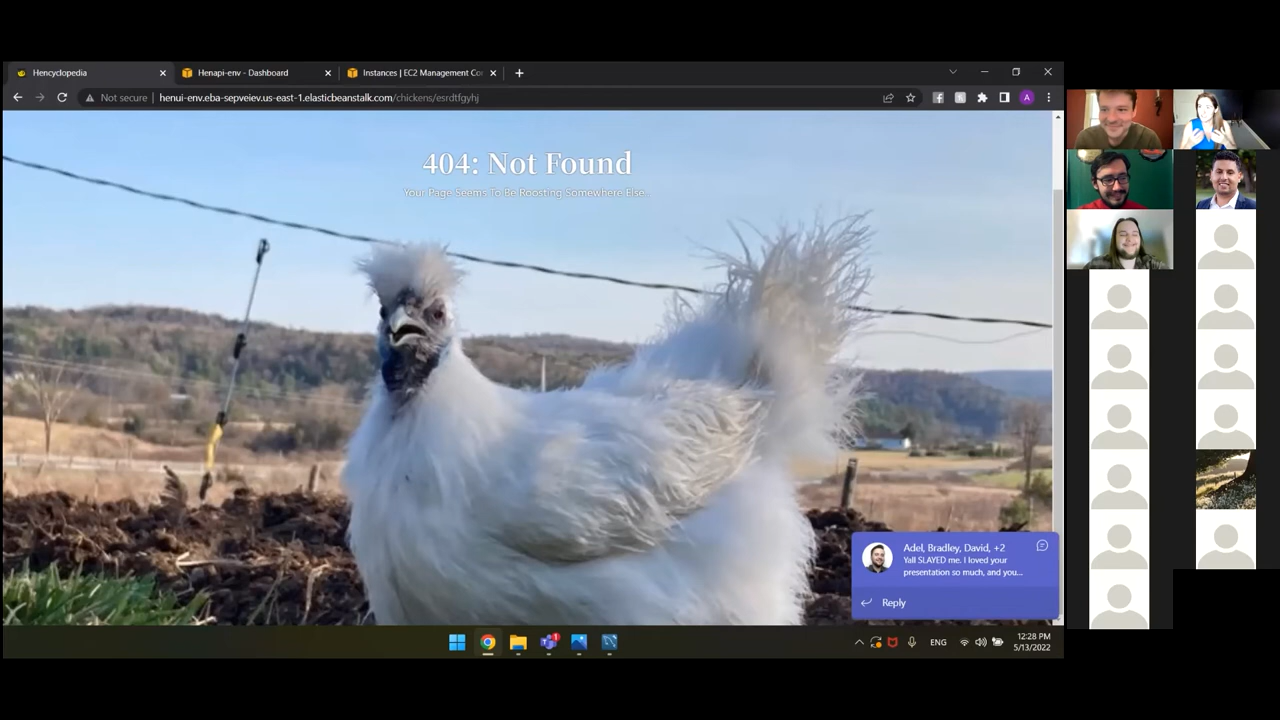 Hencyclopedia
Henapi-env - Dashboard
Instances | EC2 Management Co
Not secure
henui-env.eba-sepveiev.us-east-1.elasticbeanstalk.com/chickens/esrdtfgyhj
A
404: Not Found
Your Page Seems To Be Roosting Somewhere Else...
Adel, Bradley, David, +2
Yall SLAYED me. I loved your
presentation so much, and you...
Reply
1
ENG
12:28 PM
5/13/2022